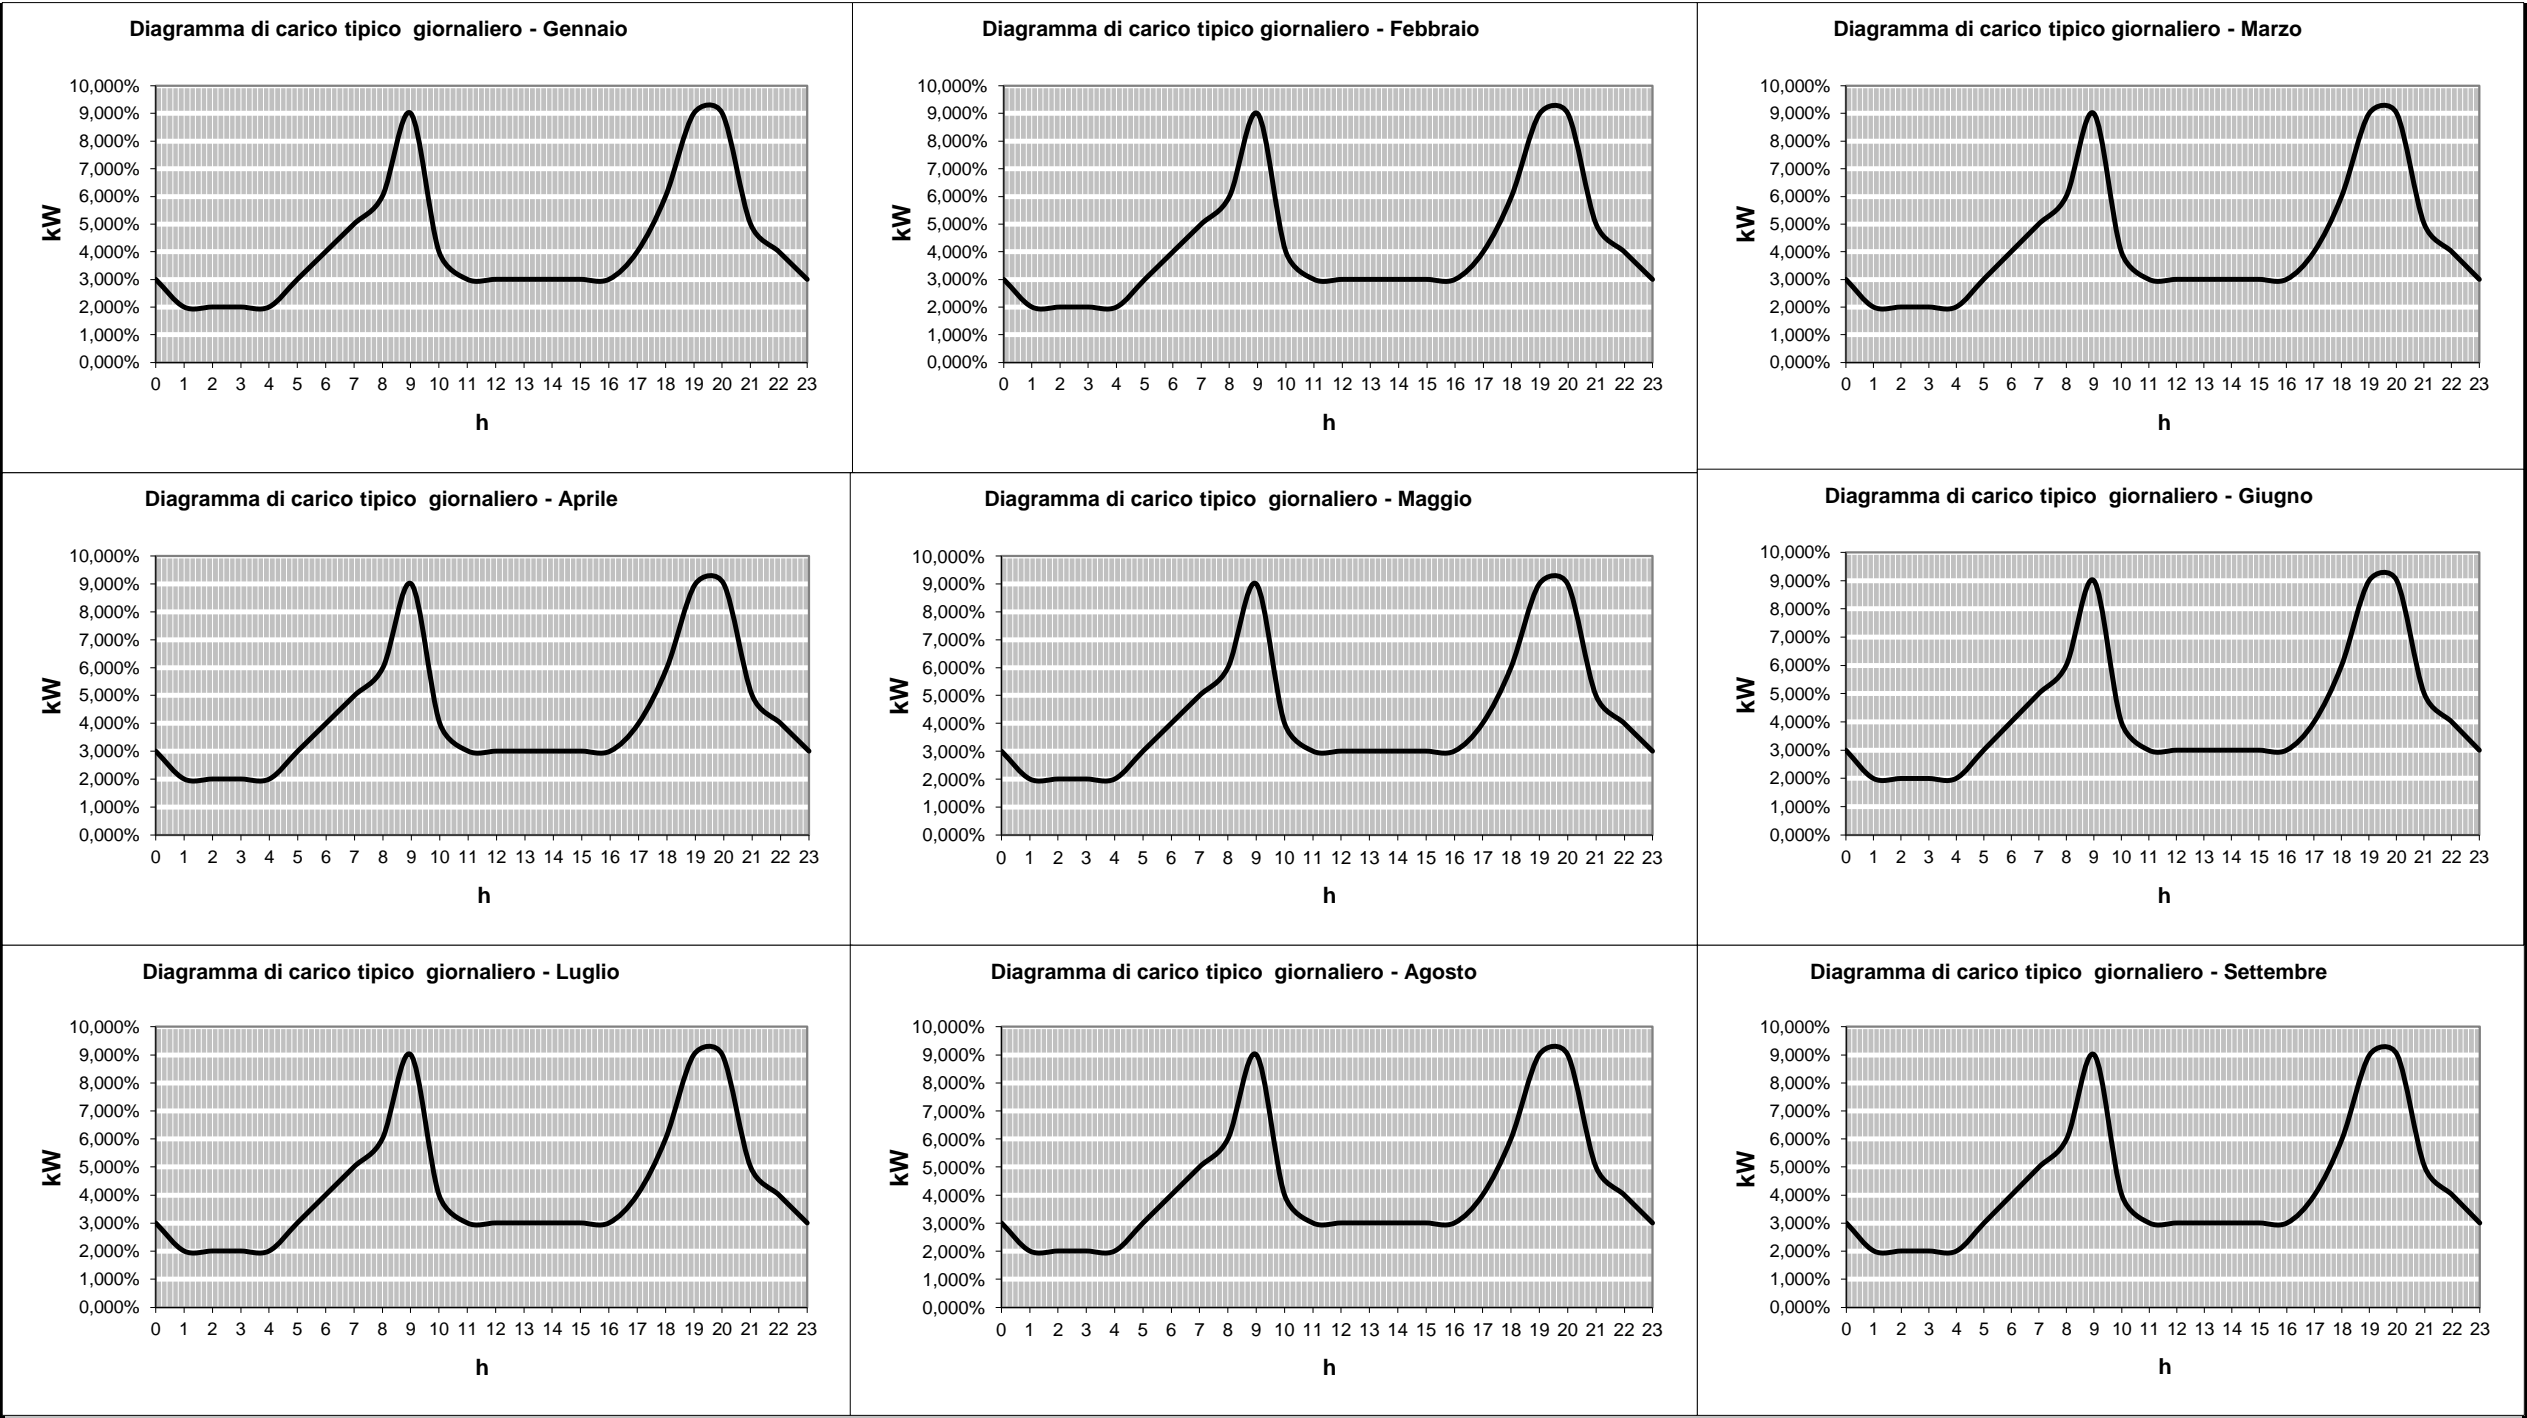 Diagramma di carico tipico  giornaliero - Gennaio
10,000%
9,000%
8,000%
7,000%
6,000%
5,000%
4,000%
3,000%
2,000%
1,000%
0,000%
kW
0 1 2 3 4 5 6 7 8 9 10 11 12 13 14 15 16 17 18 19 20 21 22 23
h
Diagramma di carico tipico giornaliero - Febbraio
10,000%
9,000%
8,000%
7,000%
6,000%
5,000%
4,000%
3,000%
2,000%
1,000%
0,000%
kW
0 1 2 3 4 5 6 7 8 9 10 11 12 13 14 15 16 17 18 19 20 21 22 23
h
Diagramma di carico tipico giornaliero - Marzo
10,000%
9,000%
8,000%
7,000%
6,000%
5,000%
4,000%
3,000%
2,000%
1,000%
0,000%
kW
0 1 2 3 4 5 6 7 8 9 10 11 12 13 14 15 16 17 18 19 20 21 22 23
h
Diagramma di carico tipico  giornaliero - Aprile
10,000%
9,000%
8,000%
7,000%
6,000%
5,000%
4,000%
3,000%
2,000%
1,000%
0,000%
kW
0 1 2 3 4 5 6 7 8 9 10 11 12 13 14 15 16 17 18 19 20 21 22 23
h
Diagramma di carico tipico  giornaliero - Maggio
10,000%
9,000%
8,000%
7,000%
6,000%
5,000%
4,000%
3,000%
2,000%
1,000%
0,000%
kW
0 1 2 3 4 5 6 7 8 9 10 11 12 13 14 15 16 17 18 19 20 21 22 23
h
Diagramma di carico tipico  giornaliero - Giugno
10,000%
9,000%
8,000%
7,000%
6,000%
5,000%
4,000%
3,000%
2,000%
1,000%
0,000%
kW
0 1 2 3 4 5 6 7 8 9 10 11 12 13 14 15 16 17 18 19 20 21 22 23
h
Diagramma di carico tipico  giornaliero - Luglio
10,000%
9,000%
8,000%
7,000%
6,000%
5,000%
4,000%
3,000%
2,000%
1,000%
0,000%
kW
0 1 2 3 4 5 6 7 8 9 10 11 12 13 14 15 16 17 18 19 20 21 22 23
h
Diagramma di carico tipico  giornaliero - Agosto
10,000%
9,000%
8,000%
7,000%
6,000%
5,000%
4,000%
3,000%
2,000%
1,000%
0,000%
kW
0 1 2 3 4 5 6 7 8 9 10 11 12 13 14 15 16 17 18 19 20 21 22 23
h
Diagramma di carico tipico  giornaliero - Settembre
10,000%
9,000%
8,000%
7,000%
6,000%
5,000%
4,000%
3,000%
2,000%
1,000%
0,000%
kW
0 1 2 3 4 5 6 7 8 9 10 11 12 13 14 15 16 17 18 19 20 21 22 23
h